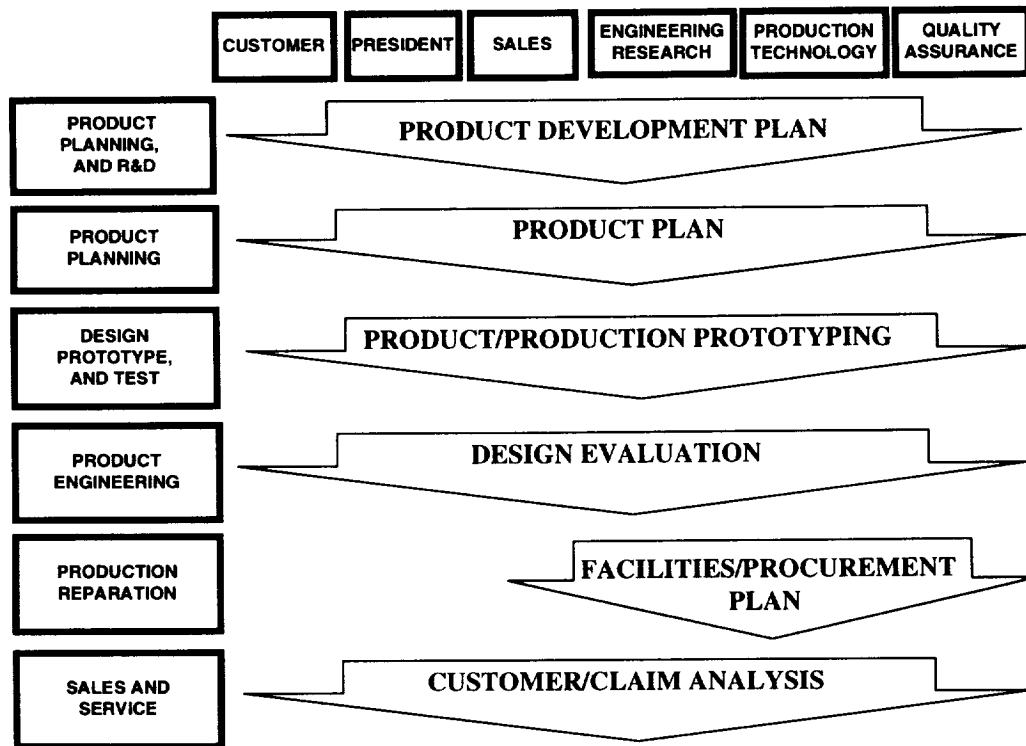 CUSTOMER
PRESIDENT
SALES
ENGINEERING
RESEARCH
PRODUCTION
TECHNOLOGY
QUALITY
ASSURANCE
PRODUCT
PLANNING,
AND R&D
PRODUCT DEVELOPMENT PLAN
PRODUCT
PLANNING
PRODUCT PLAN
DESIGN
PROTOTYPE,
AND TEST
PRODUCT/PRODUCTION PROTOTYPING
PRODUCT
ENGINEERING
DESIGN EVALUATION
PRODUCTION
REPARATION
FACILITIES/PROCUREMENT
PLAN
SALES AND
SERVICE
CUSTOMER/CLAIM ANALYSIS